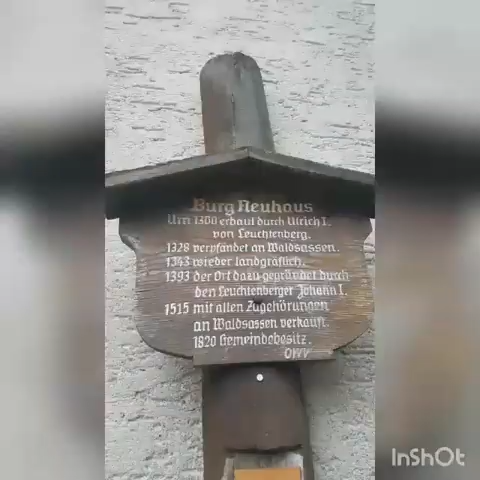 Burg Neuhaus
Um 1300 erbaut durch Ulrich I.
von Leuchtenberg.
1328 verpfändet an Waldsassen.
1343 wieder landgräflich.
1393 der Ort dazu gegründet durch
den Leuchtenberger Johann I.
1515 mit allen Zugehörungen
an Waldsassen verkauft.
1820 Gemeindebesitz.
OWV
InShOt